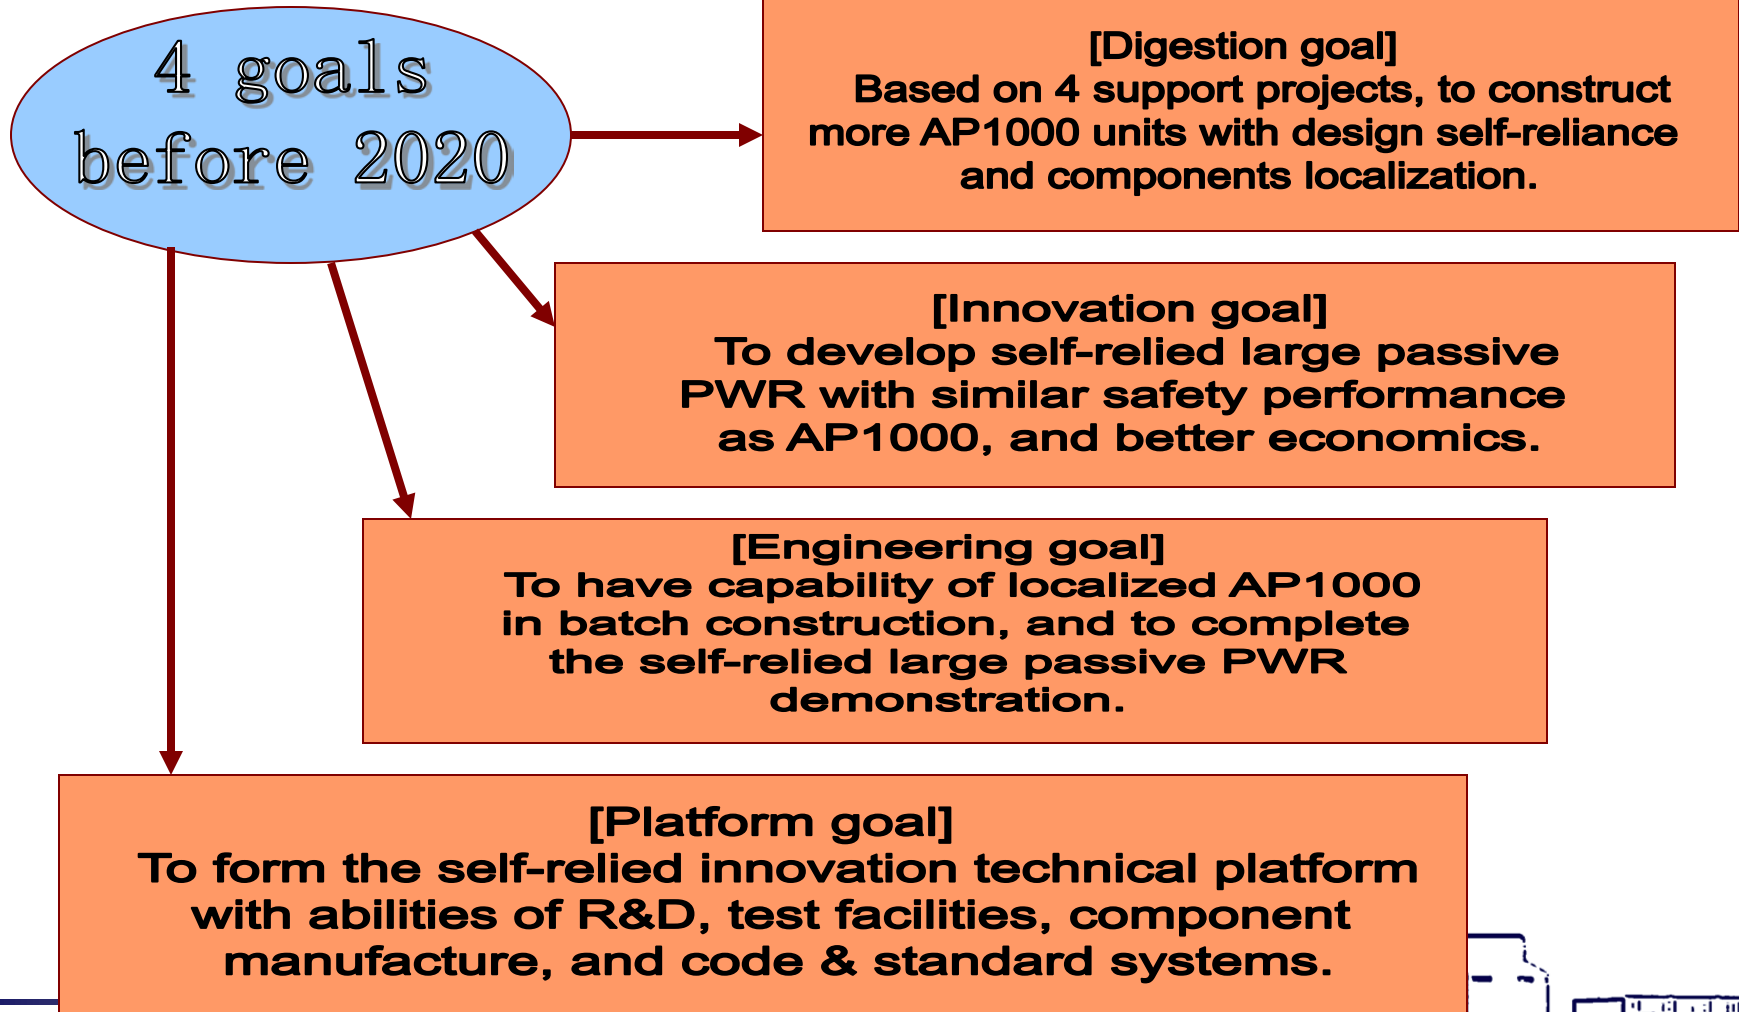 4 goals
before 2020
[Digestion goal]
Based on 4 support projects, to construct
more AP1000 units with design self-reliance
and components localization.
[Innovation goal]
To develop self-relied large passive
PWR with similar safety performance
as AP1000, and better economics.
[Engineering goal]
To have capability of localized AP1000
in batch construction, and to complete
the self-relied large passive PWR
demonstration.
[Platform goal]
To form the self-relied innovation technical platform
with abilities of R&D, test facilities, component
manufacture, and code & standard systems.